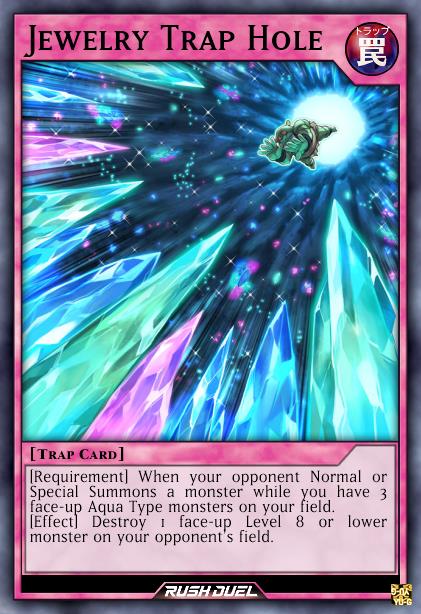 Jewelry Trap Hole
トラップ
罠
[Trap Card]
[Requirement] When your opponent Normal or
Special Summons a monster while you have 3
face-up Aqua Type monsters on your field.
[Effect] Destroy 1 face-up Level 8 or lower
monster on your opponent's field.
RUSH DUEL